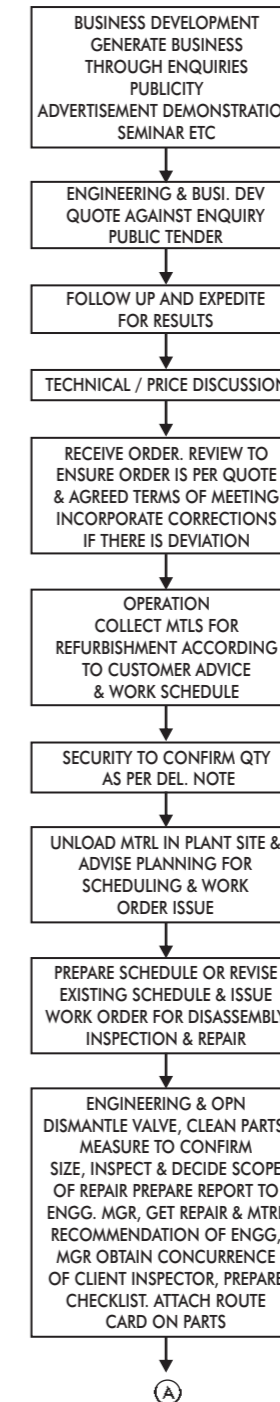 BUSINESS DEVELOPMENT
GENERATE BUSINESS
THROUGH ENQUIRIES
PUBLICITY
ADVERTISEMENT DEMONSTRATIO
SEMINAR ETC
ENGINEERING & BUSI. DEV
QUOTE AGAINST ENQUIRY
PUBLIC TENDER
FOLLOW UP AND EXPEDITE
FOR RESULTS
TECHNICAL / PRICE DISCUSSION
RECEIVE ORDER. REVIEW TO
ENSURE ORDER IS PER QUOTE
& AGREED TERMS OF MEETING
INCORPORATE CORRECTIONS
IF THERE IS DEVIATION
OPERATION
COLLECT MTLS FOR
REFURBISHMENT ACCORDING
TO CUSTOMER ADVICE
& WORK SCHEDULE
SECURITY TO CONFIRM QTY
AS PER DEL. NOTE
UNLOAD MTRL IN PLANT SITE &
ADVISE PLANNING FOR
SCHEDULING & WORK
ORDER ISSUE
PREPARE SCHEDULE OR REVISE
EXISTING SCHEDULE & ISSUE
WORK ORDER FOR DISASSEMBLY
INSPECTION & REPAIR
ENGINEERING & OPN
DISMANTLE VALVE, CLEAN PARTS
MEASURE TO CONFIRM
SIZE, INSPECT & DECIDE SCOPE
OF REPAIR PREPARE REPORT TO
ENGG. MGR, GET REPAIR & MTRL
RECOMMENDATION OF ENGG,
MGR OBTAIN CONCURRENCE
OF CLIENT INSPECTOR, PREPARE
CHECKLIST. ATTACH ROUTE
CARD ON PARTS
A